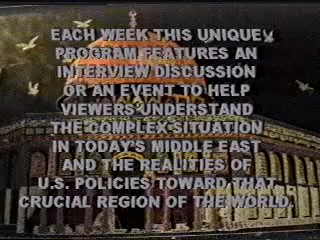 EACH WEEK THIS UNIQUE
PROGRAM FEATURES AN
INTERVIEW DISCUSSION
OR AN EVENT TO HELP
VIEWERS UNDERSTAND
THE COMPLEX SITUATION
IN TODAY'S MIDDLE EAST
AND THE REALITIES OF
U.S. POLICIES TOWARD THAT
CRUCIAL REGION OF THE WORLD.